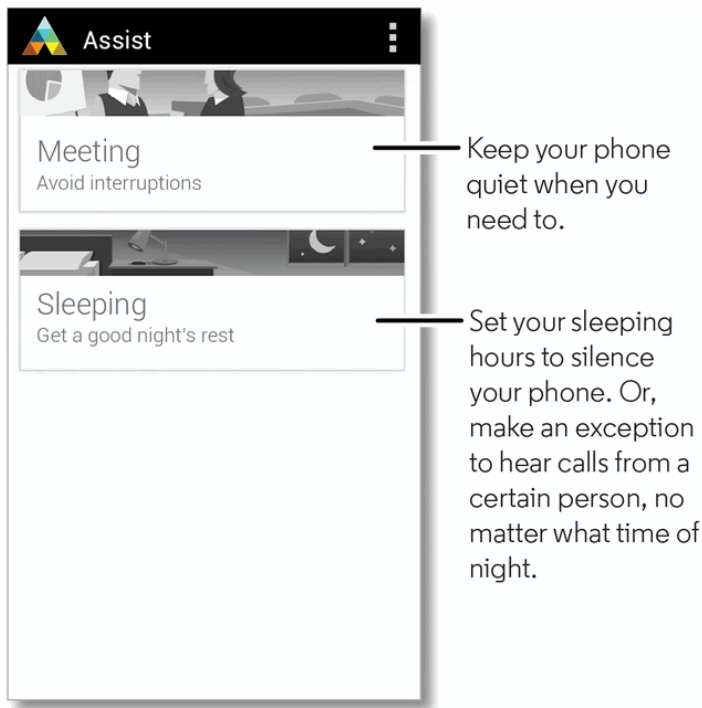 Assist
Meeting
Avoid interruptions
Keep your phone
quiet when you
need to.
Sleeping
Get a good night's rest
Set your sleeping
hours to silence
your phone. Or,
make an exception
to hear calls from a
certain person, no
matter what time of
night.